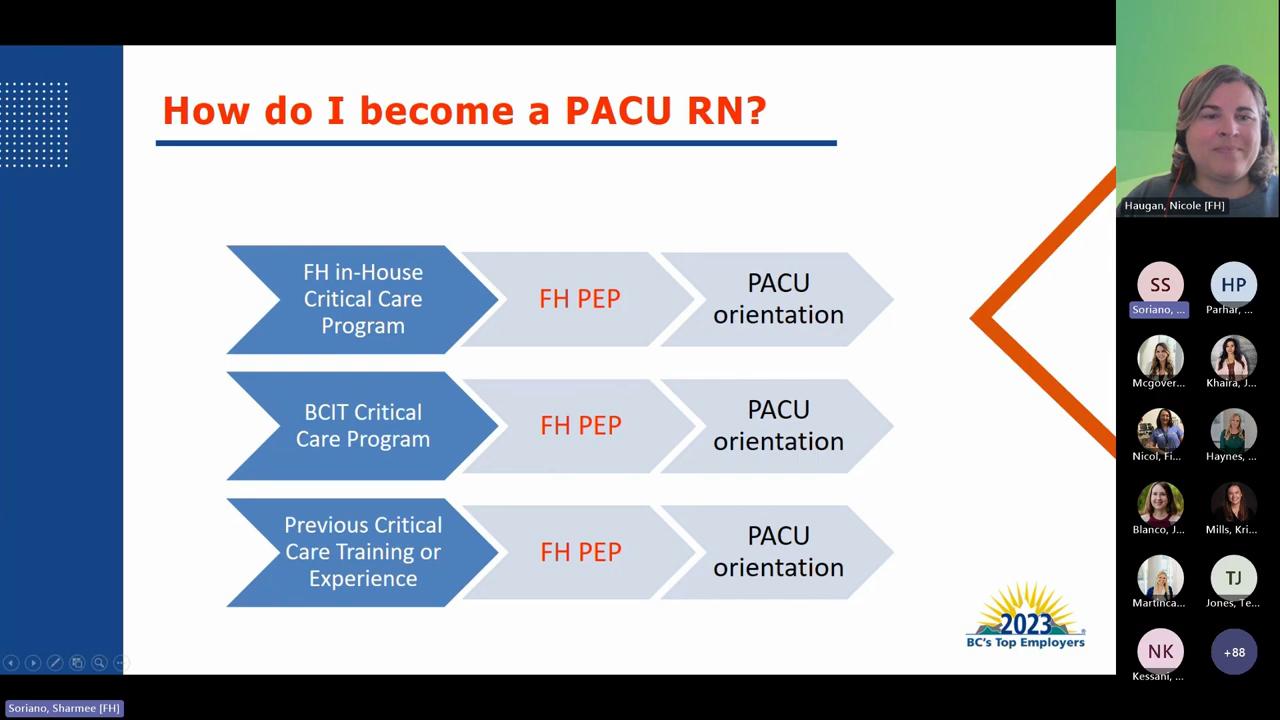 How do I become a PACU RN?
FH in-House
Critical Care
Program
FH PEP
PACU
orientation
BCIT Critical
Care Program
FH PEP
PACU
orientation
Previous Critical
Care Training or
Experience
FH PEP
PACU
orientation
2023
BC's Top Employers
Haugan, Nicole [FH]
SS
Soriano, ...
HP
Parhar, ...
Mcgover...
Khaira, J...
Nicol, Fi...
Haynes, ...
Blanco, J...
Mills, Kri...
Martinca...
TJ
Jones, Te...
NK
Kessani, ...
+88
Soriano, Sharmee [FH]